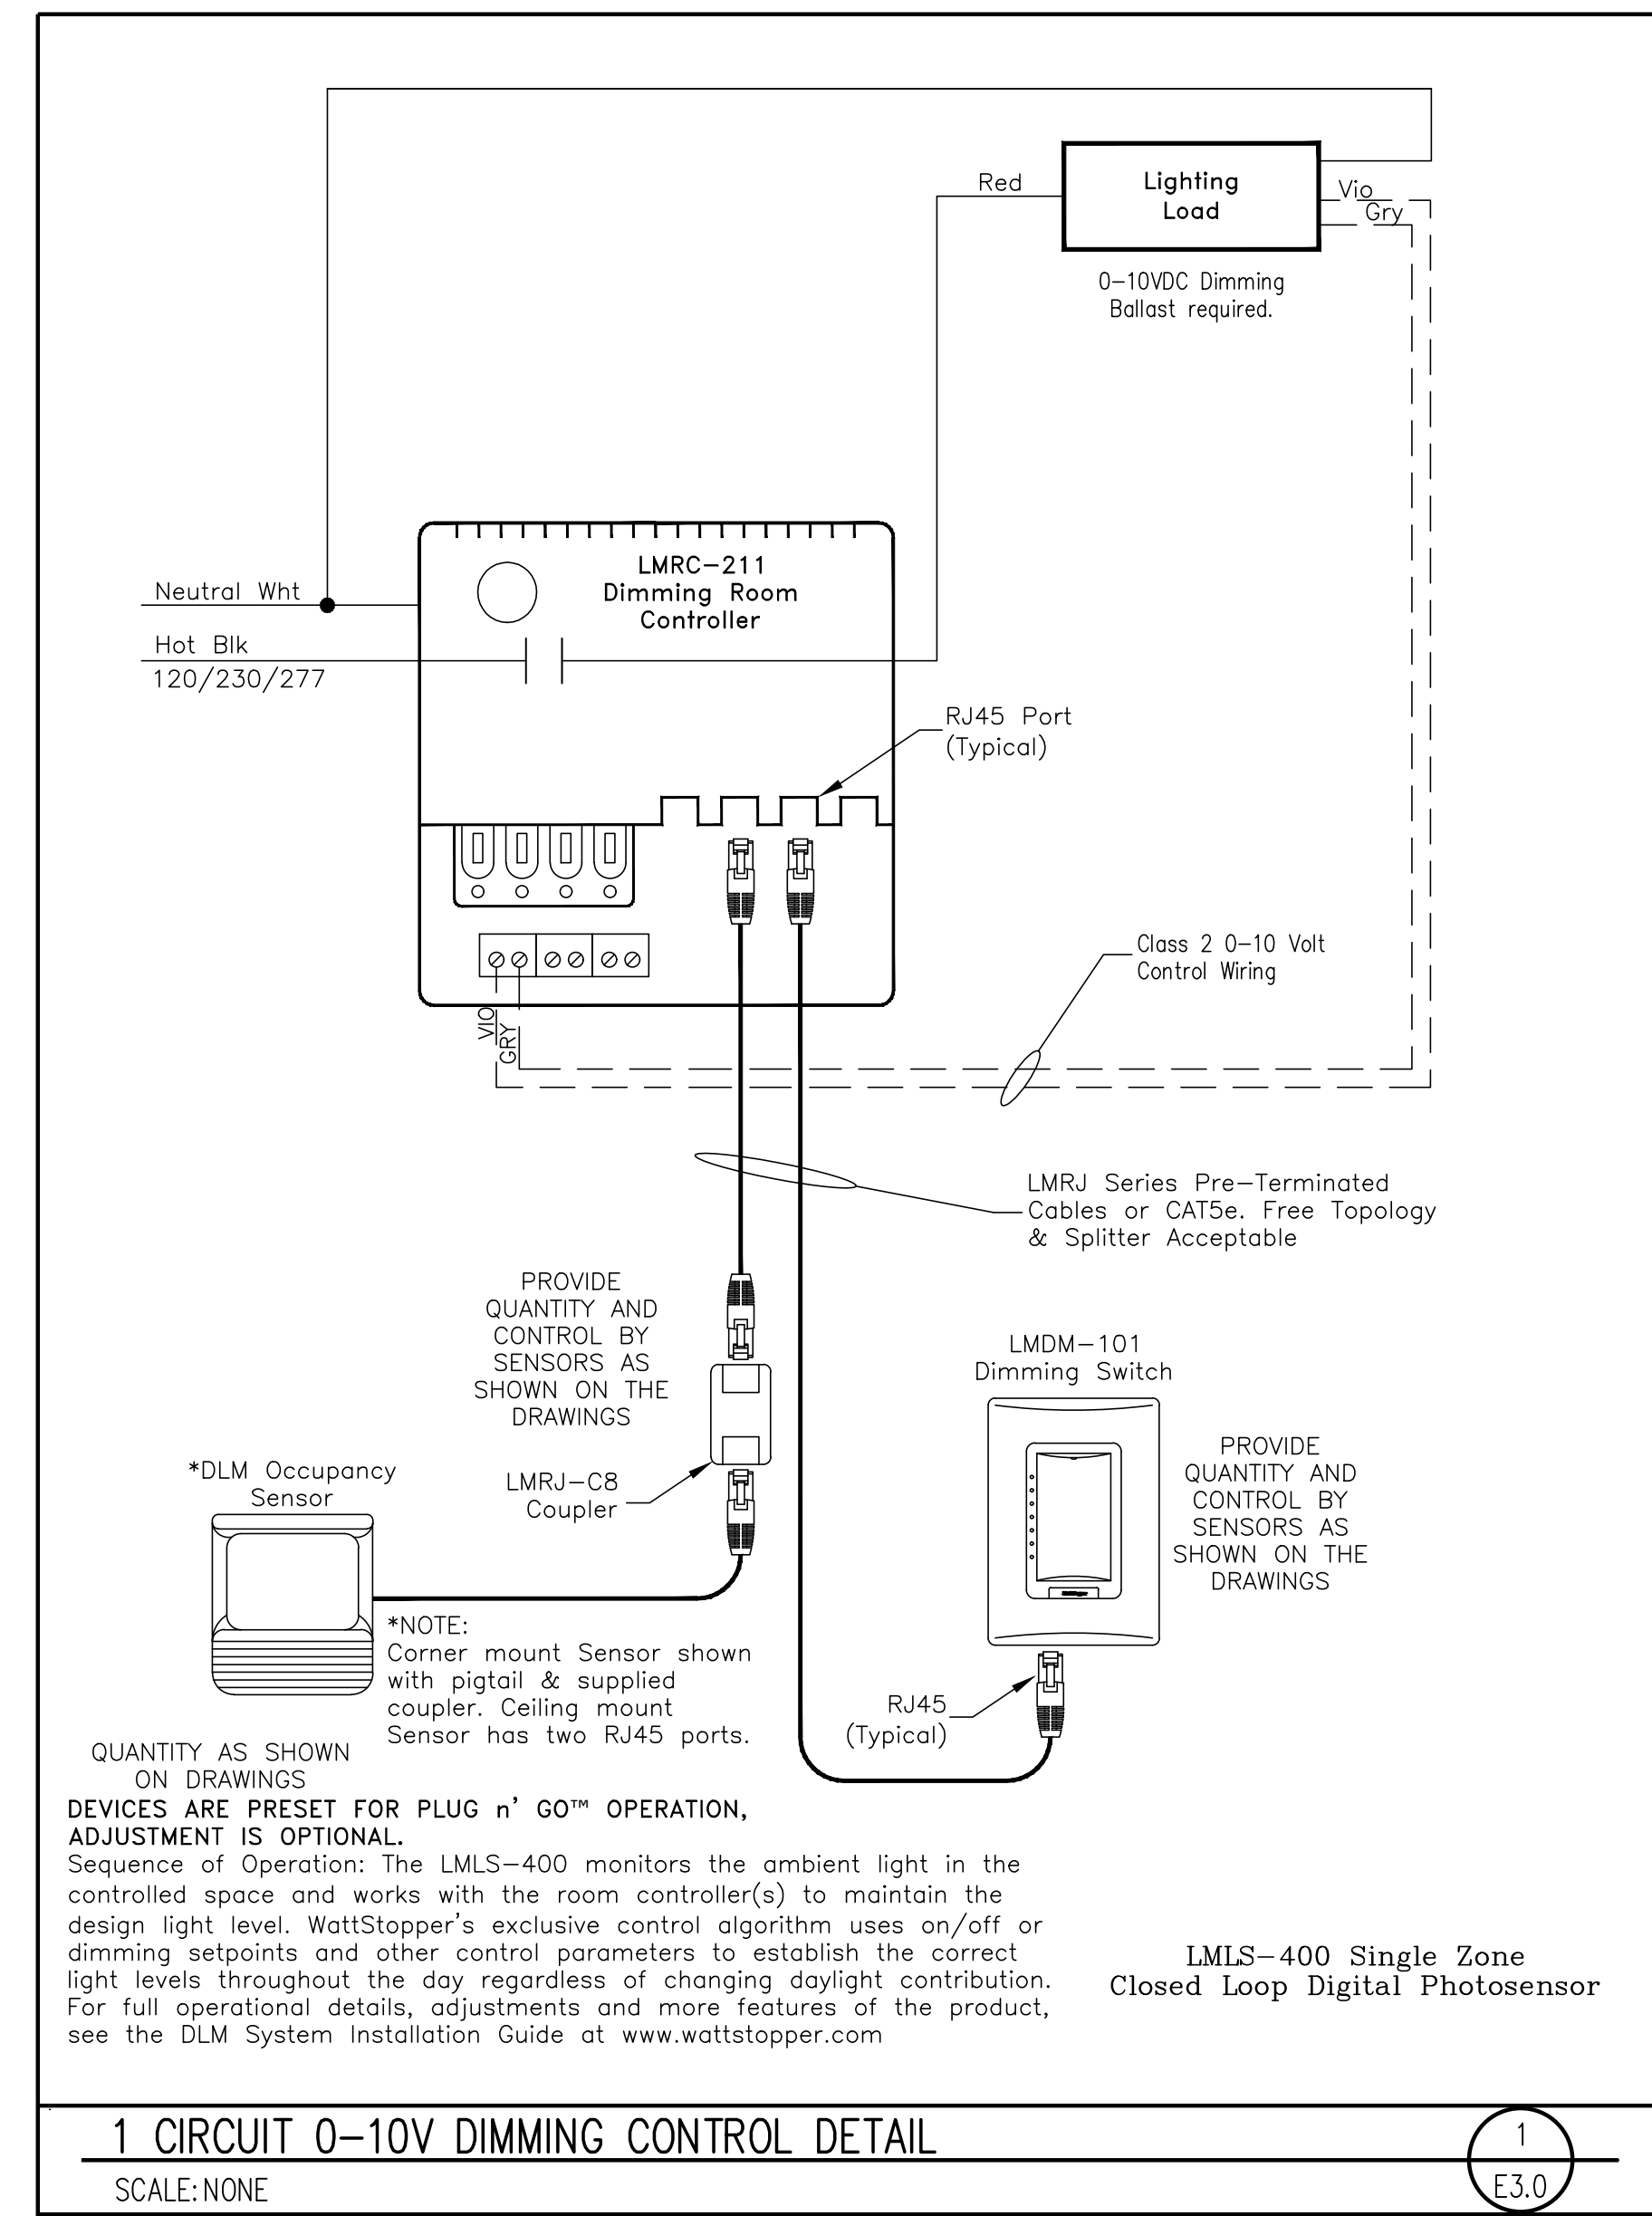 Red
Lighting
Load
Vio
Gry
0-10VDC Dimming
Ballast required.
LMRC-211
Dimming Room
Controller
Neutral Wht
Hot Blk
120/230/277
RJ45 Port
(Typical)
Class 2 0-10 Volt
Control Wiring
VIO
GRY
LMRJ Series Pre-Terminated
Cables or CAT5e. Free Topology
& Splitter Acceptable
PROVIDE
QUANTITY AND
CONTROL BY
SENSORS AS
SHOWN ON THE
DRAWINGS
LMDM-101
Dimming Switch
PROVIDE
QUANTITY AND
CONTROL BY
SENSORS AS
SHOWN ON THE
DRAWINGS
*DLM Occupancy
Sensor
LMRJ-C8
Coupler
*NOTE:
Corner mount Sensor shown
with pigtail & supplied
coupler. Ceiling mount
Sensor has two RJ45 ports.
RJ45
(Typical)
QUANTITY AS SHOWN
ON DRAWINGS
DEVICES ARE PRESET FOR PLUG n' GO™ OPERATION,
ADJUSTMENT IS OPTIONAL.
Sequence of Operation: The LMLS-400 monitors the ambient light in the
controlled space and works with the room controller(s) to maintain the
design light level. WattStopper's exclusive control algorithm uses on/off or
dimming setpoints and other control parameters to establish the correct
light levels throughout the day regardless of changing daylight contribution.
For full operational details, adjustments and more features of the product,
see the DLM System Installation Guide at www.wattstopper.com
LMLS-400 Single Zone
Closed Loop Digital Photosensor
1 CIRCUIT 0-10V DIMMING CONTROL DETAIL
SCALE: NONE
1
E3.0